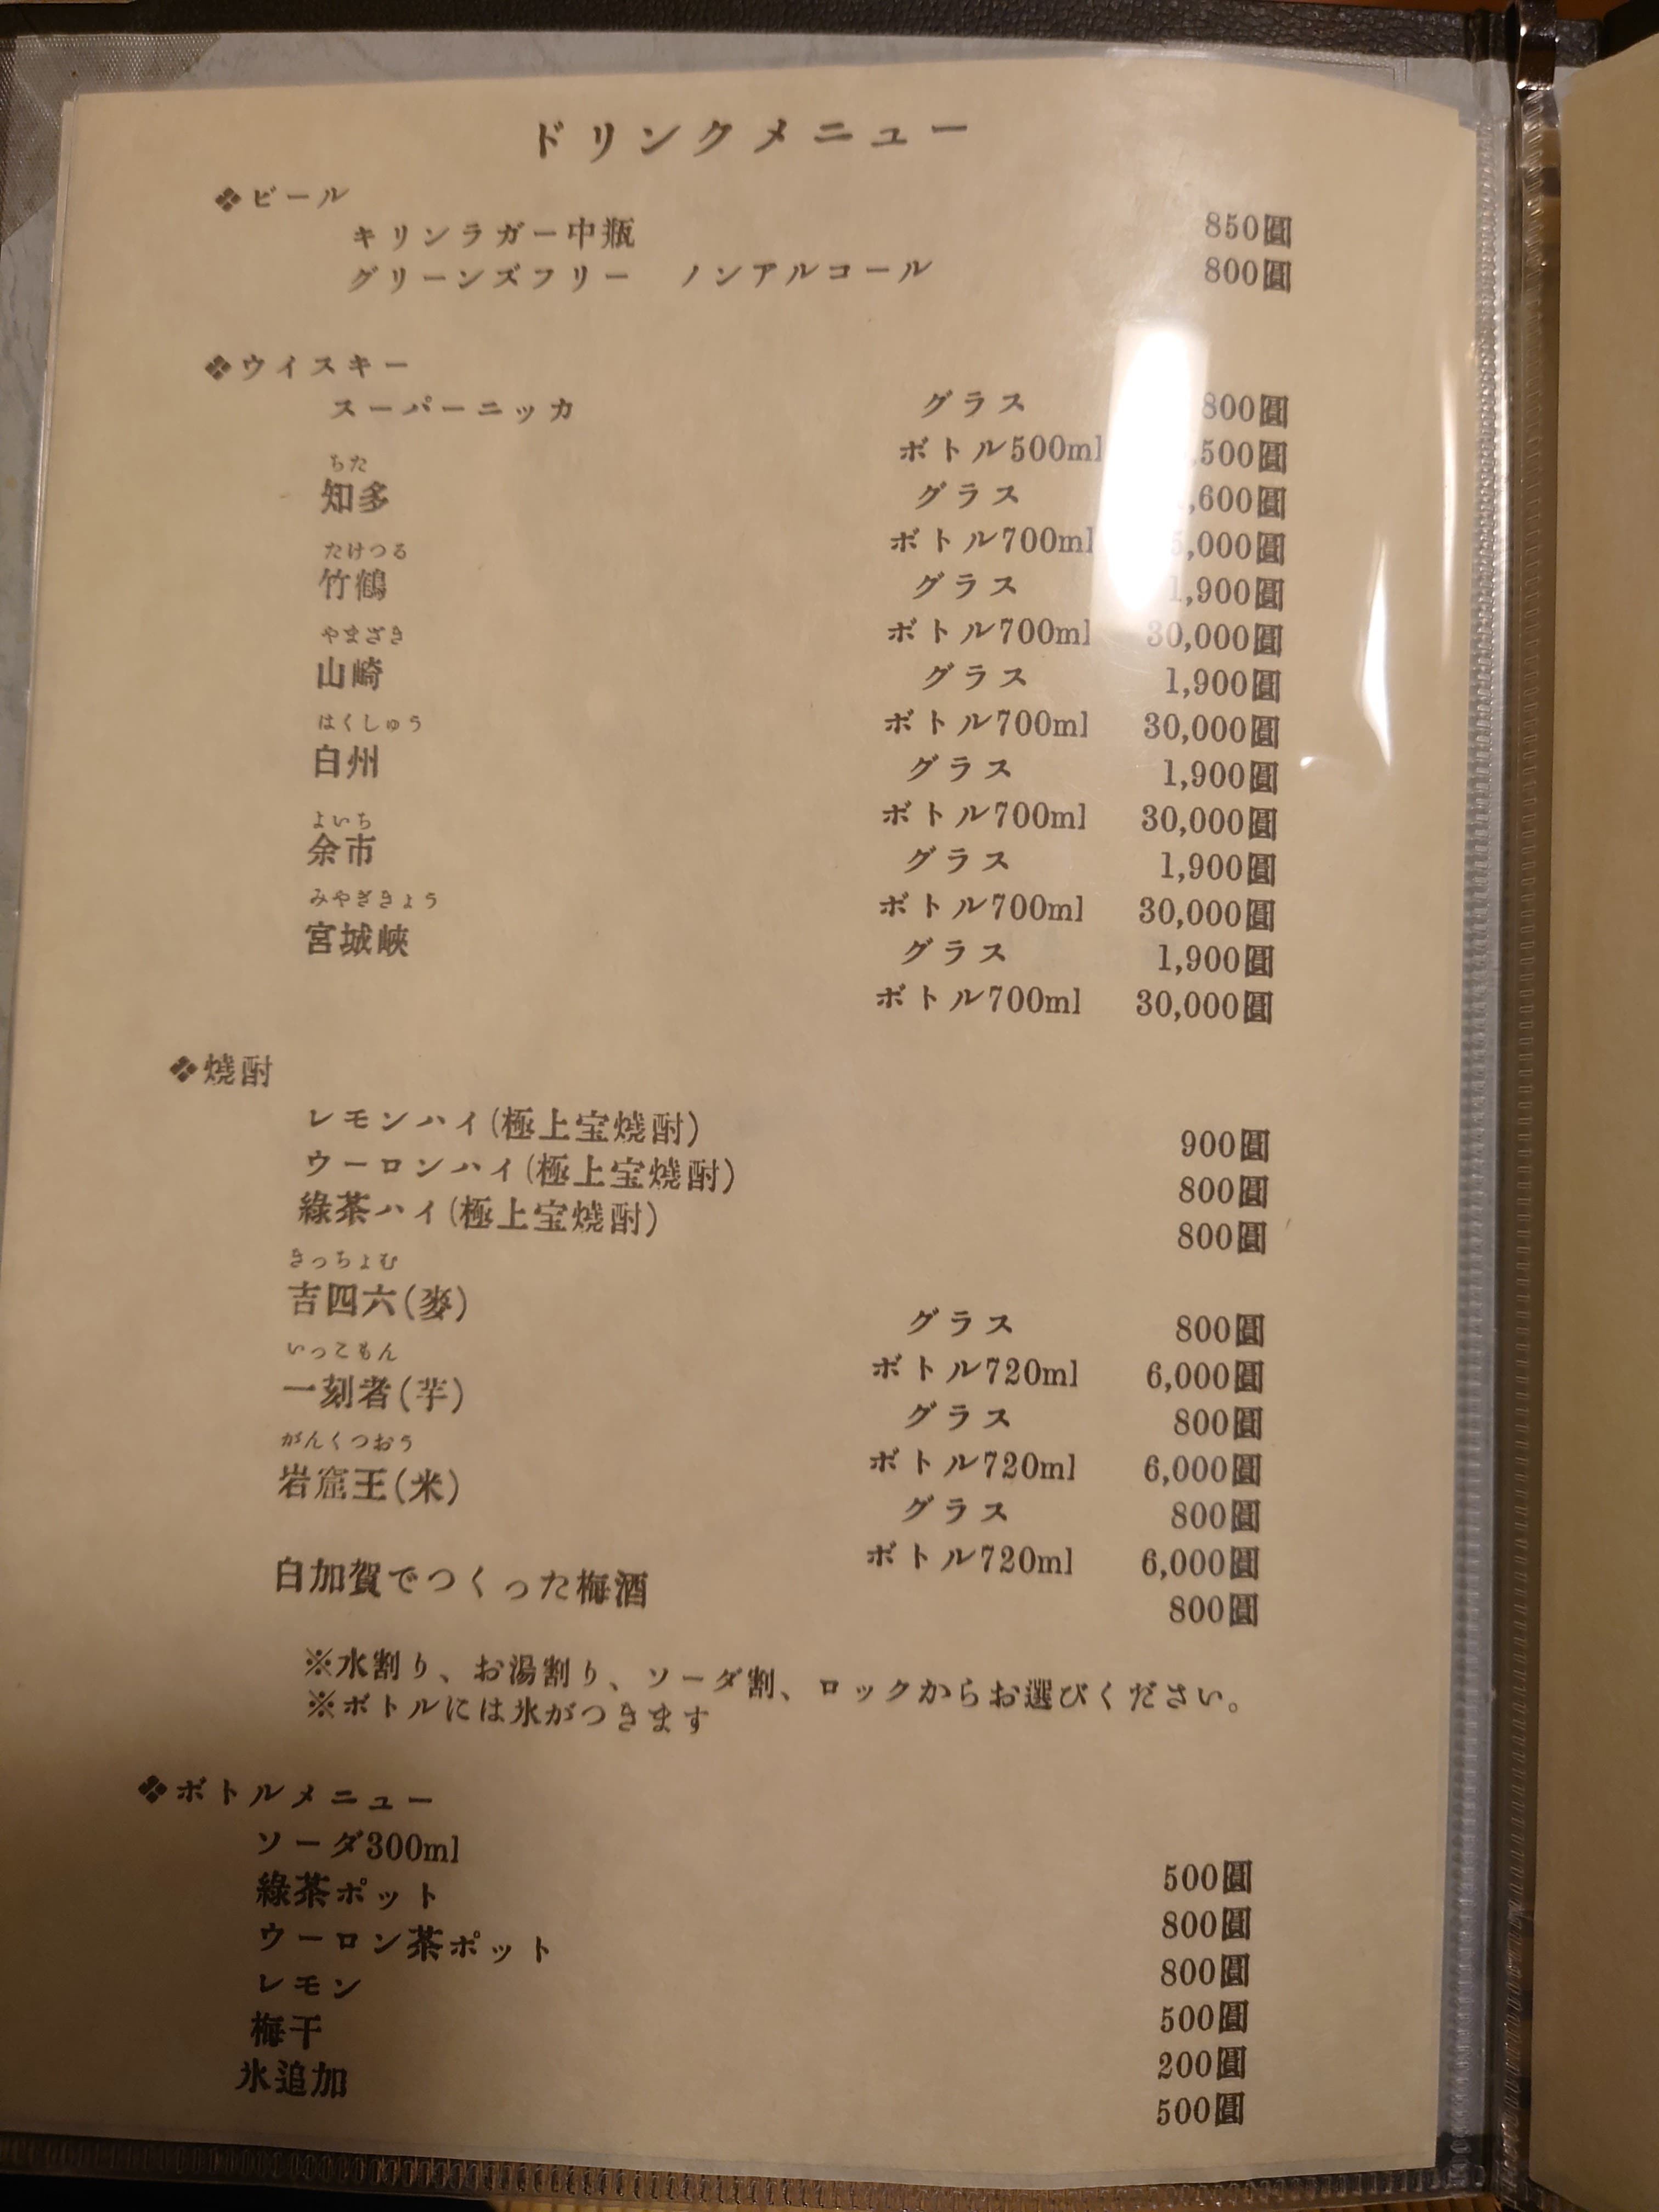 ドリンクメニュー
❖ビール
キリンラガー中瓶 850圓
グリーンズフリー ノンアルコール 800圓
❖ウイスキー
スーパーニッカ グラス 800圓
ボトル500ml ,500圓
ちた
知多 グラス ,600圓
ボトル700ml 5,000圓
たけつる
竹鶴 グラス 1,900圓
ボトル700ml 30,000圓
やまざき
山崎 グラス 1,900圓
ボトル700ml 30,000圓
はくしゅう
白州 グラス 1,900圓
ボトル700ml 30,000圓
よいち
余市 グラス 1,900圓
ボトル700ml 30,000圓
みやぎきょう
宮城峡 グラス 1,900圓
ボトル700ml 30,000圓
❖焼酎
レモンハイ(極上宝焼酎) 900圓
ウーロンハイ(極上宝焼酎) 800圓
緑茶ハイ(極上宝焼酎) 800圓
きっちょむ
吉四六(麥) グラス 800圓
ボトル720ml 6,000圓
いっこもん
一刻者(芋) グラス 800圓
ボトル720ml 6,000圓
がんくつおう
岩窟王(米) グラス 800圓
ボトル720ml 6,000圓
白加賀でつくった梅酒 800圓
※水割り、お湯割り、ソーダ割、ロックからお選びください。
※ボトルには氷がつきます
❖ボトルメニュー
ソーダ300ml 500圓
緑茶ポット 800圓
ウーロン茶ポット 800圓
レモン 500圓
梅干 200圓
氷追加 500圓